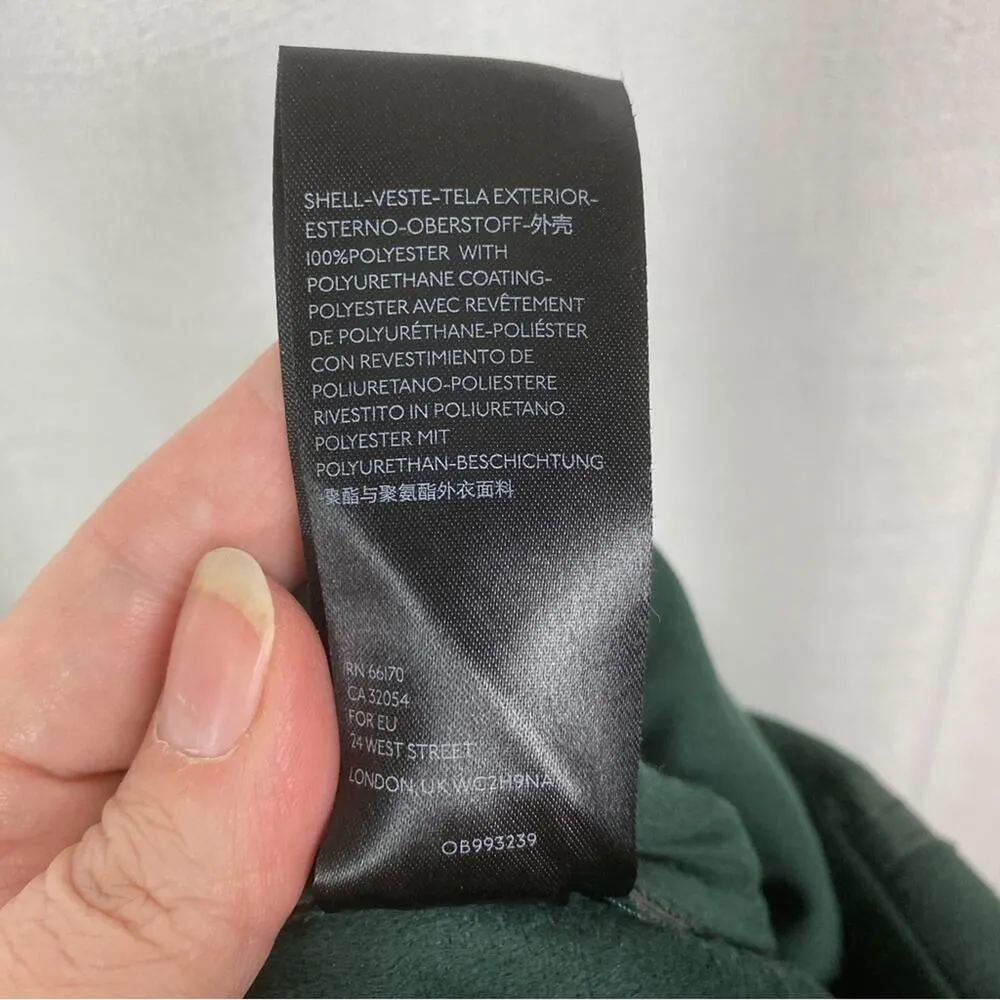 SHELL-VESTE-TELA EXTERIOR-
ESTERNO-OBERSTOFF-外壳
100%POLYESTER WITH
POLYURETHANE COATING-
POLYESTER AVEC REVÊTEMENT
DE POLYURÉTHANE-POLIÉSTER
CON REVESTIMIENTO DE
POLIURETANO-POLIESTERE
RIVESTITO IN POLIURETANO
POLYESTER MIT
POLYURETHAN-BESCHICHTUNG
-聚酯与聚氨酯外衣面料
RN 66170
CA 32054
FOR EU
24 WEST STREET
LONDON, UK WC2H9NA
OB993239